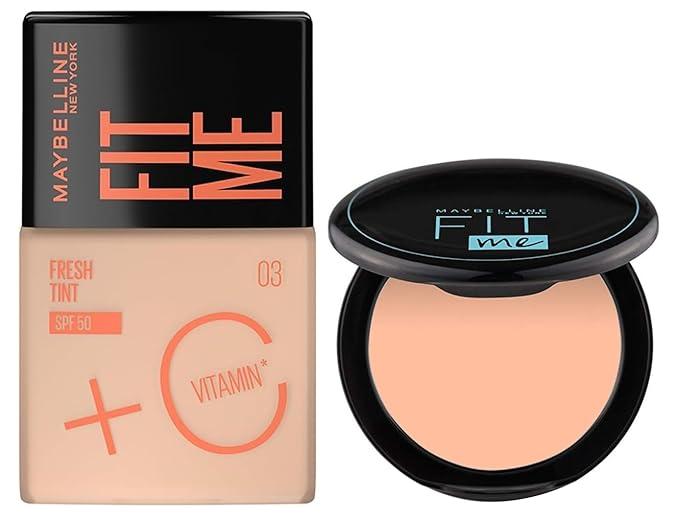 MAYBELLINE
NEW YORK
FIT
ME
FRESH
TINT
03
SPF 50
+ C
VITAMIN*
MAYBELLINE
NEW YORK
FIT
me